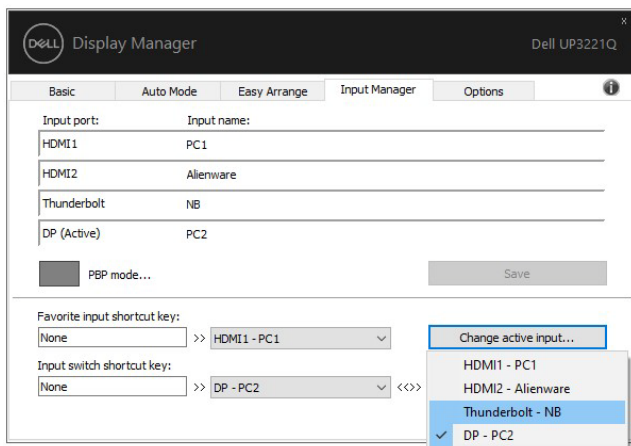 DELL Display Manager Dell UP3221Q
x
Basic Auto Mode Easy Arrange Input Manager Options i
Input port: Input name:
HDMI1 PC1
HDMI2 Alienware
Thunderbolt NB
DP (Active) PC2
PBP mode... Save
Favorite input shortcut key:
None >> HDMI1 - PC1 Change active input...
Input switch shortcut key:
None >> DP - PC2 <<>>
HDMI1 - PC1
HDMI2 - Alienware
Thunderbolt - NB
DP - PC2